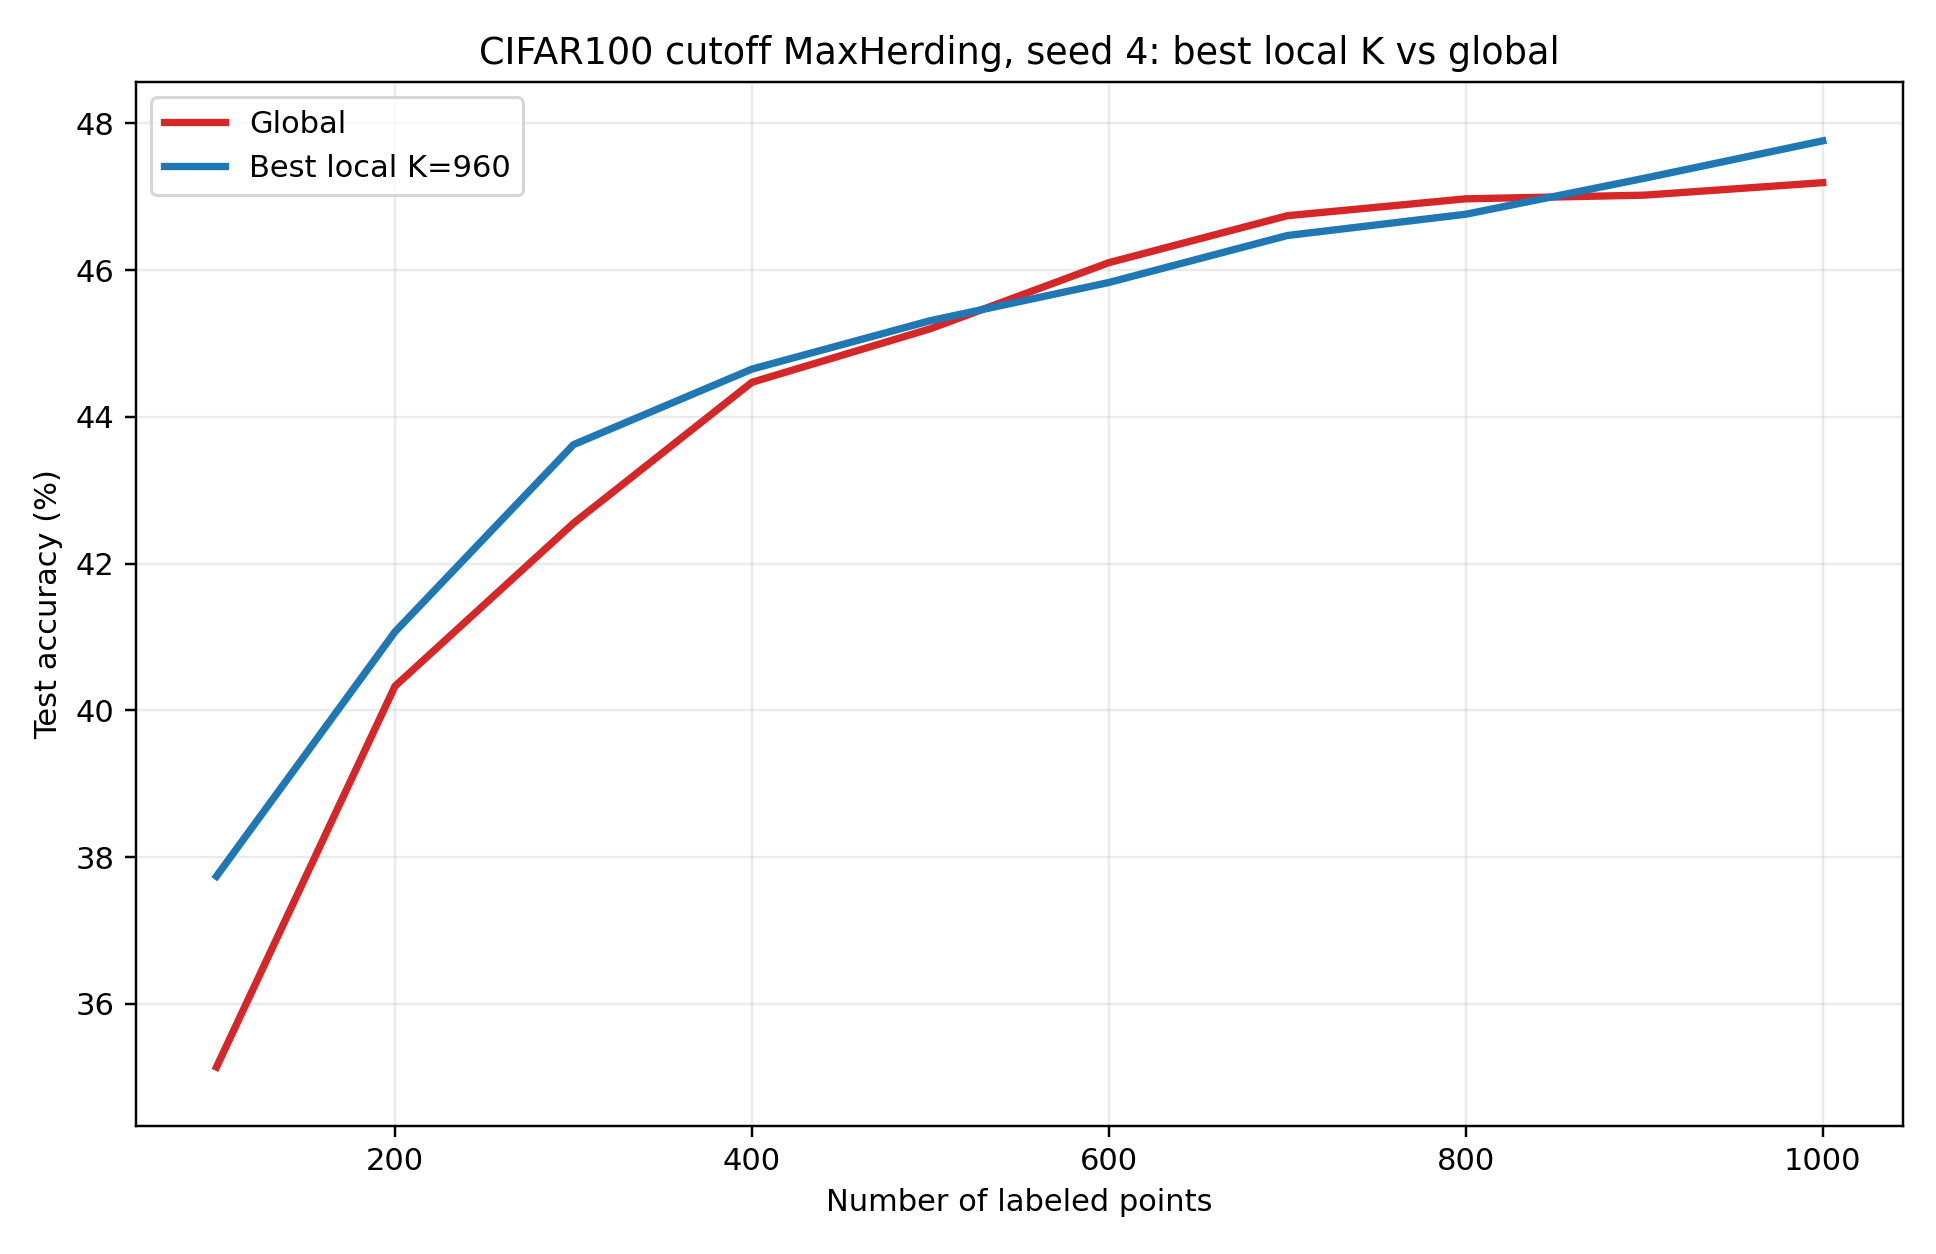 CIFAR100 cutoff MaxHerding, seed 4: best local K vs global
Global
Best local K=960
48
46
44
42
40
38
36
Test accuracy (%)
200
400
600
800
1000
Number of labeled points